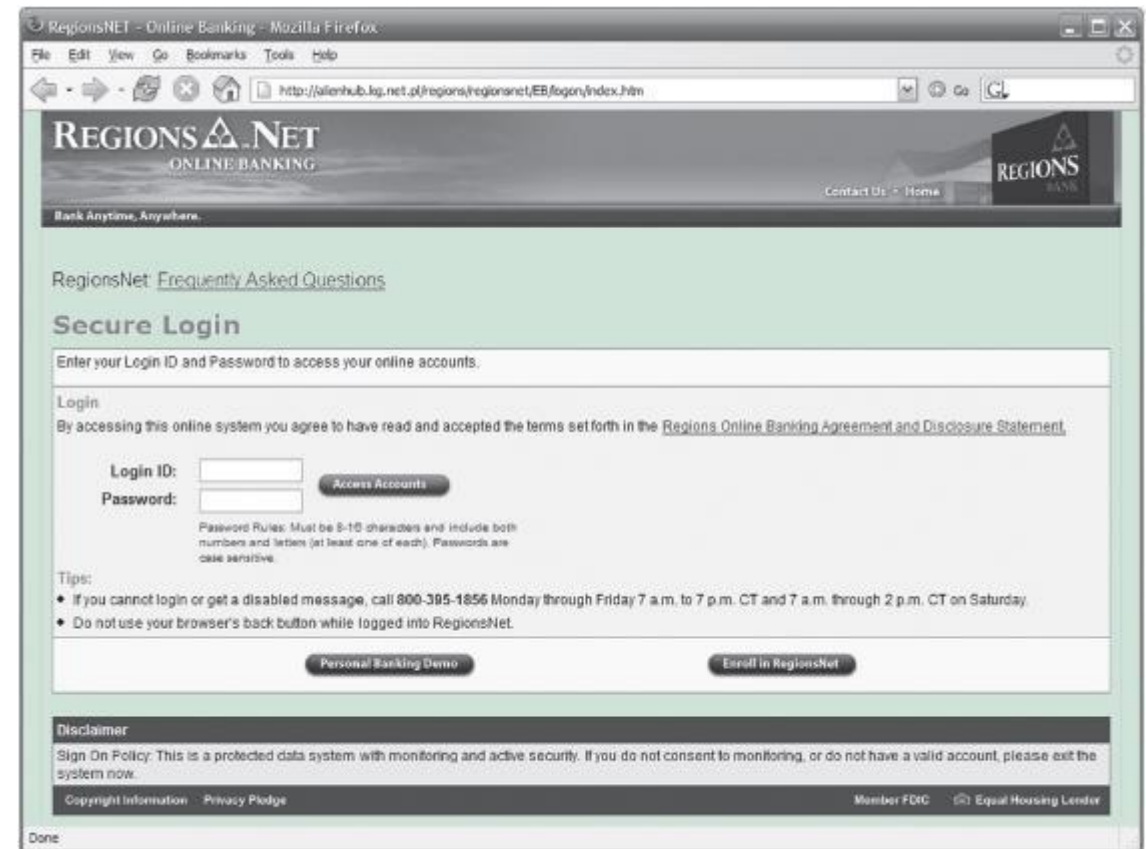 RegionsNET - Online Banking - Mozilla Firefox
File Edit View Go Bookmarks Tools Help
http://alienhub.kg.net.pl/regions/regionsnet/EB/logon/index.htm Go
REGIONS NET
ONLINE BANKING
REGIONS
BANK
Contact Us • Home
Bank Anytime, Anywhere.
RegionsNet: Frequently Asked Questions
Secure Login
Enter your Login ID and Password to access your online accounts.
Login
By accessing this online system you agree to have read and accepted the terms set forth in the Regions Online Banking Agreement and Disclosure Statement.
Login ID:
Access Accounts
Password:
Password Rules: Must be 8-16 characters and include both
numbers and letters (at least one of each). Passwords are
case sensitive.
Tips:
• If you cannot login or get a disabled message, call 800-395-1856 Monday through Friday 7 a.m. to 7 p.m. CT and 7 a.m. through 2 p.m. CT on Saturday.
• Do not use your browser's back button while logged into RegionsNet.
Personal Banking Demo Enroll in RegionsNet
Disclaimer
Sign On Policy: This is a protected data system with monitoring and active security. If you do not consent to monitoring, or do not have a valid account, please exit the
system now.
Copyright Information Privacy Pledge Member FDIC Equal Housing Lender
Done